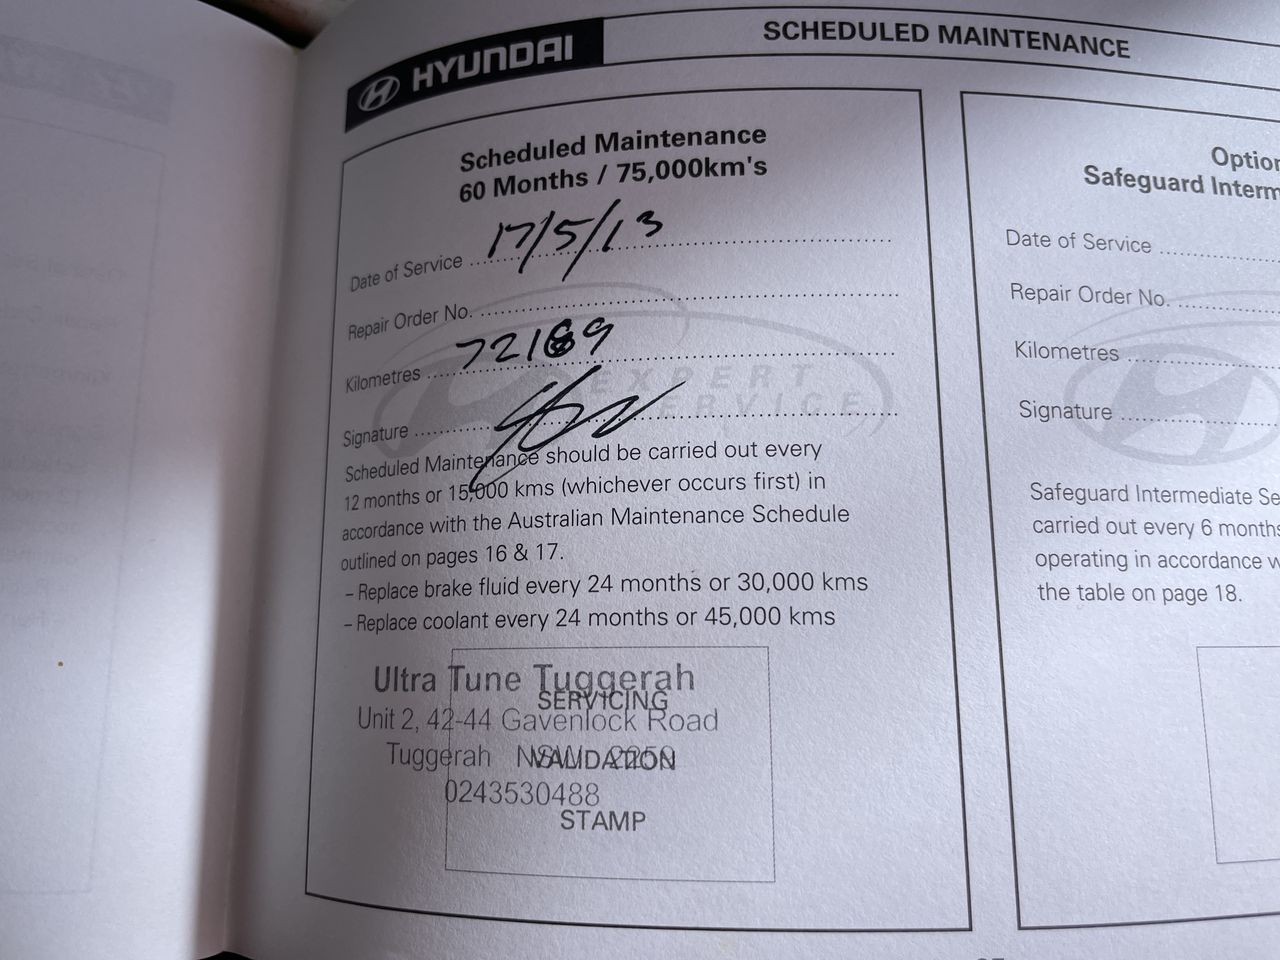 HYUNDAI
SCHEDULED MAINTENANCE
Scheduled Maintenance
60 Months / 75,000km's
Date of Service 17/5/13
Repair Order No.
Kilometres 72189
EXPERT
SERVICE
Signature
Scheduled Maintenance should be carried out every
12 months or 15,000 kms (whichever occurs first) in
accordance with the Australian Maintenance Schedule
outlined on pages 16 & 17.
– Replace brake fluid every 24 months or 30,000 kms
– Replace coolant every 24 months or 45,000 kms
Ultra Tune Tuggerah
SERVICING
Unit 2, 42-44 Gavenlock Road
Tuggerah NSW 2259
VALIDATION
0243530488
STAMP
Safeguard
Date of Service
Repair Order No.
Kilometres
Signature
Safeguard Intermediate
carried out every 6 months
operating in accordance
the table on page 18.